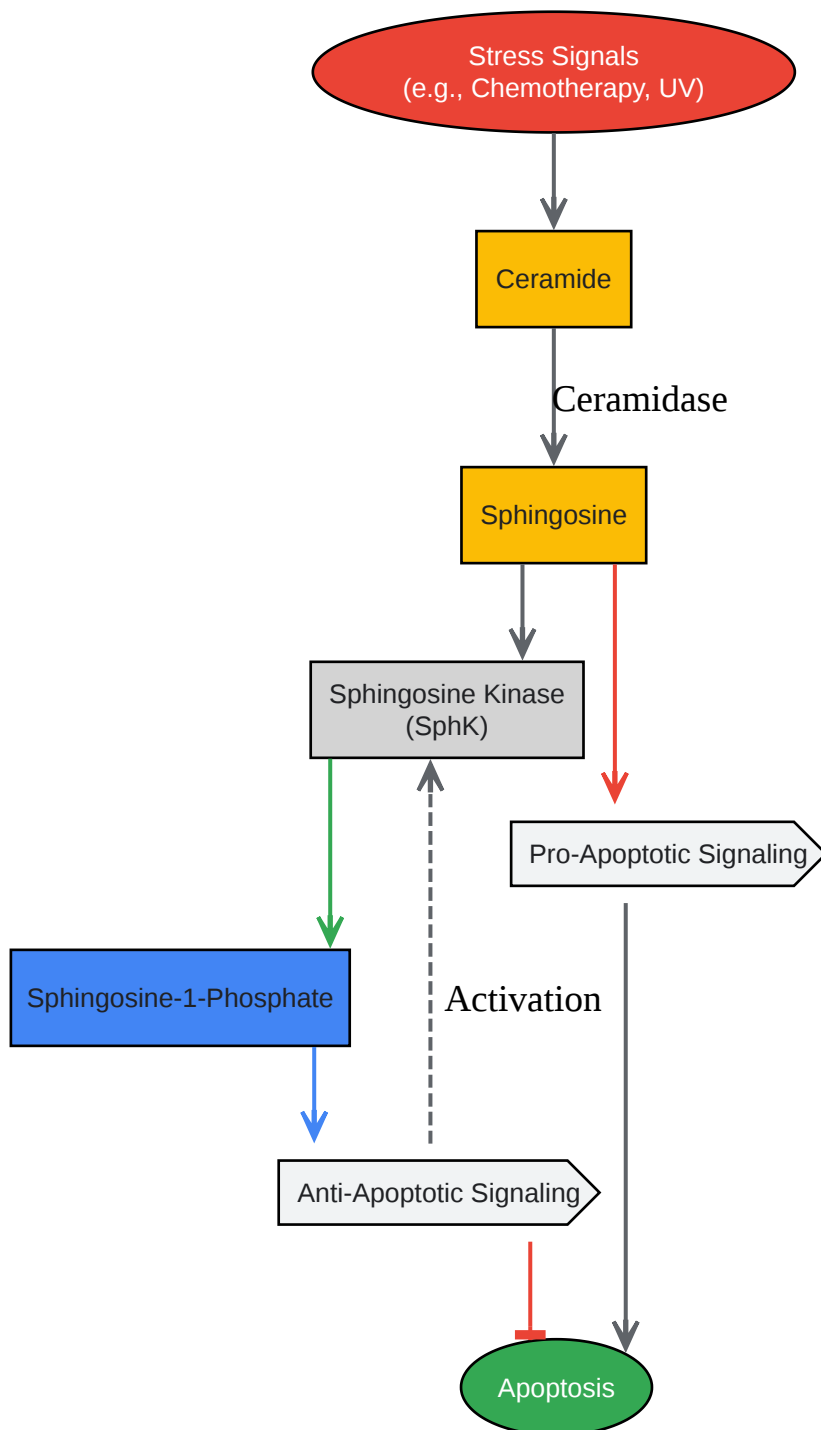 Stress Signals
(e.g., Chemotherapy, UV)
Ceramide
Ceramidase
Sphingosine
Sphingosine Kinase
(SphK)
Pro-Apoptotic Signaling
Sphingosine-1-Phosphate
Activation
Anti-Apoptotic Signaling
Apoptosis